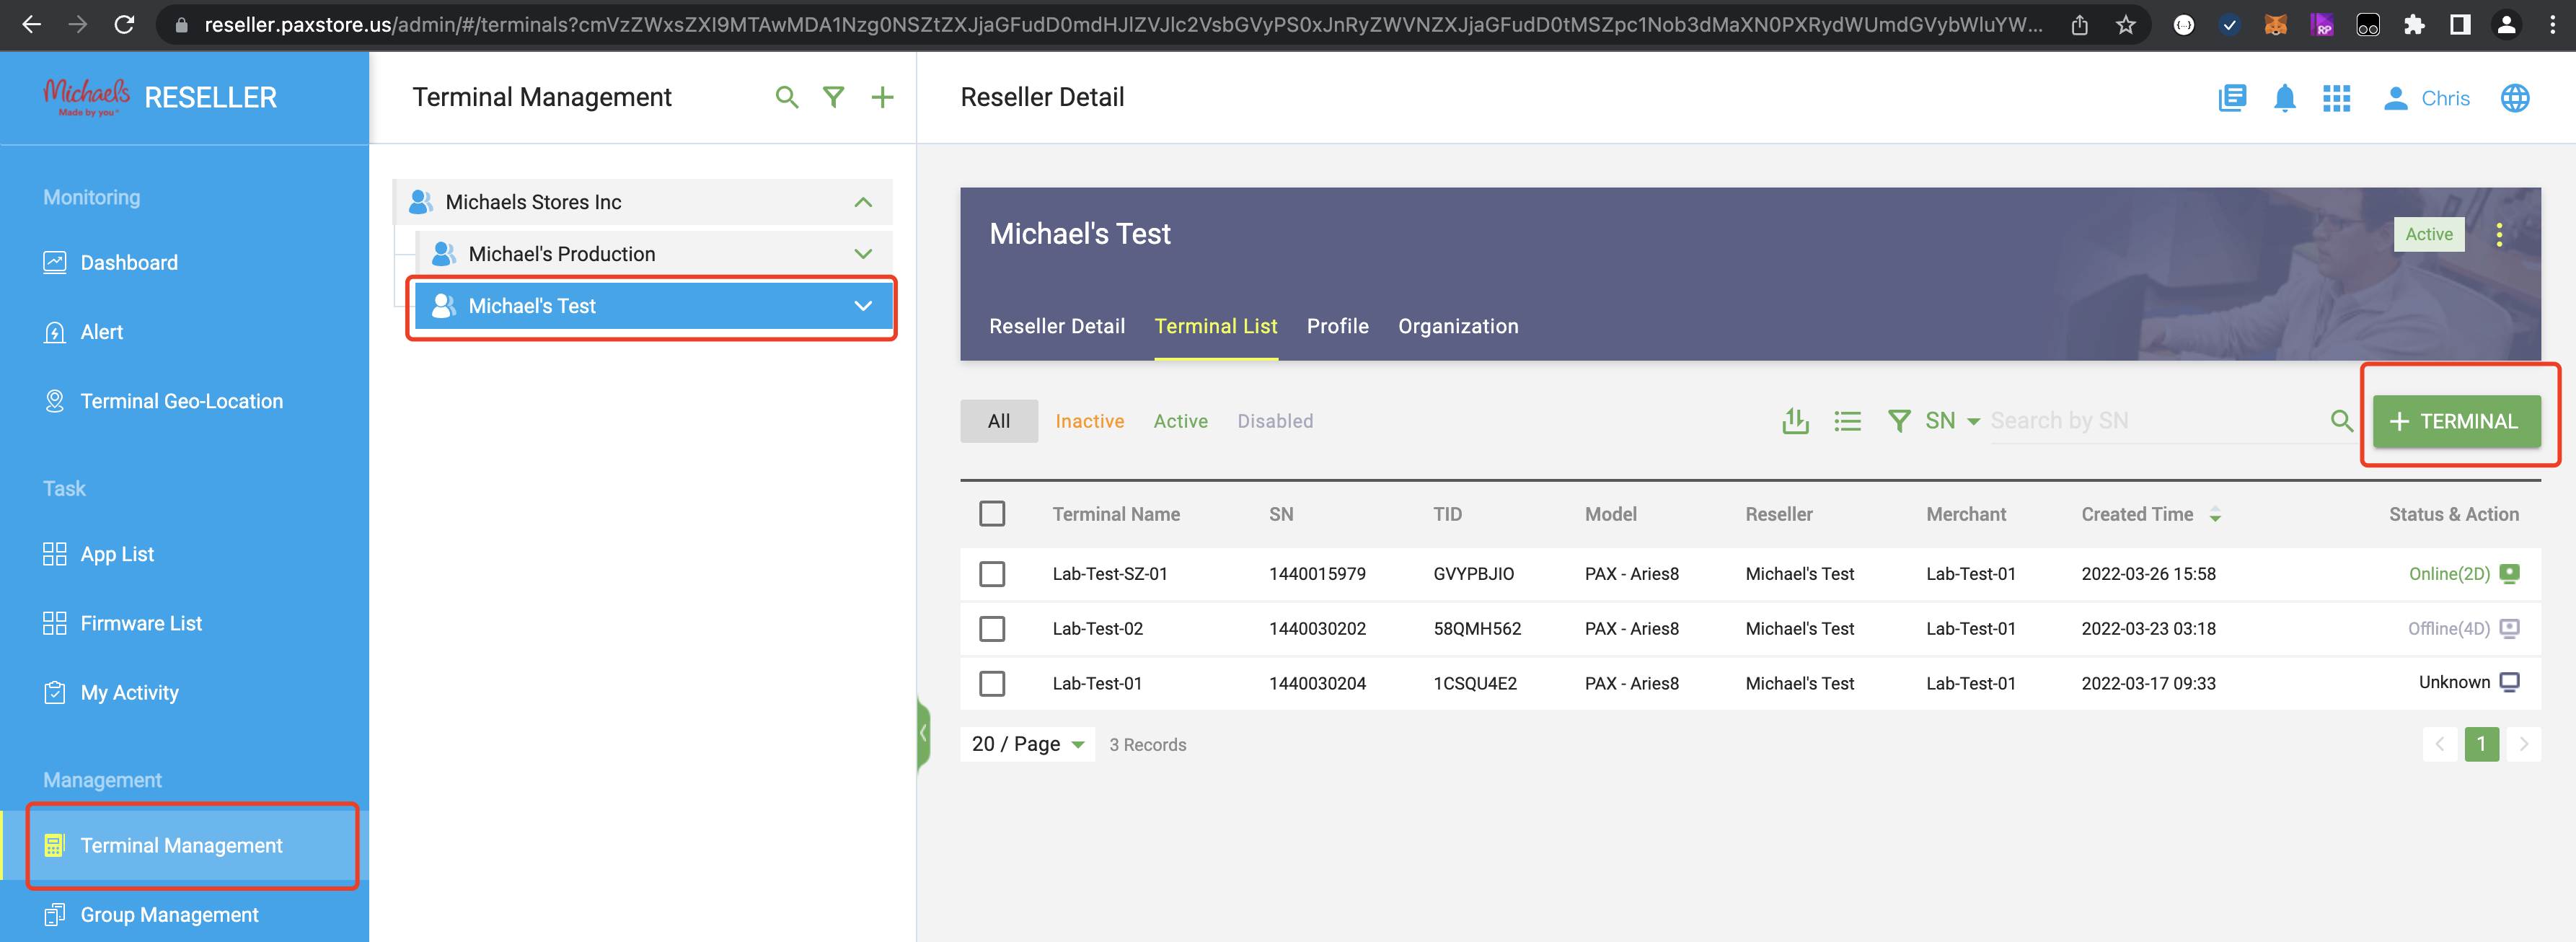 reseller.paxstore.us/admin/#/terminals?cmVzZWxsZXI9MTAwMDA1Nzg0NSZtZXJjaGFudD0mdHJlZVJlc2VsbGVyPS0xJnRyZWVNZXJjaGFudD0tMSZpc1Nob3dMaXN0PXRydWUmdGVybWluYW...
Michaels
Made by you
RESELLER
Monitoring
Dashboard
Alert
Terminal Geo-Location
Task
App List
Firmware List
My Activity
Management
Terminal Management
Group Management
Terminal Management
Michaels Stores Inc
Michael's Production
Michael's Test
Reseller Detail
Chris
Michael's Test
Active
Reseller Detail Terminal List Profile Organization
All Inactive Active Disabled SN Search by SN + TERMINAL
Terminal Name SN TID Model Reseller Merchant Created Time Status & Action
Lab-Test-SZ-01 1440015979 GVYPBJIO PAX - Aries8 Michael's Test Lab-Test-01 2022-03-26 15:58 Online(2D)
Lab-Test-02 1440030202 58QMH562 PAX - Aries8 Michael's Test Lab-Test-01 2022-03-23 03:18 Offline(4D)
Lab-Test-01 1440030204 1CSQU4E2 PAX - Aries8 Michael's Test Lab-Test-01 2022-03-17 09:33 Unknown
20 / Page 3 Records 1